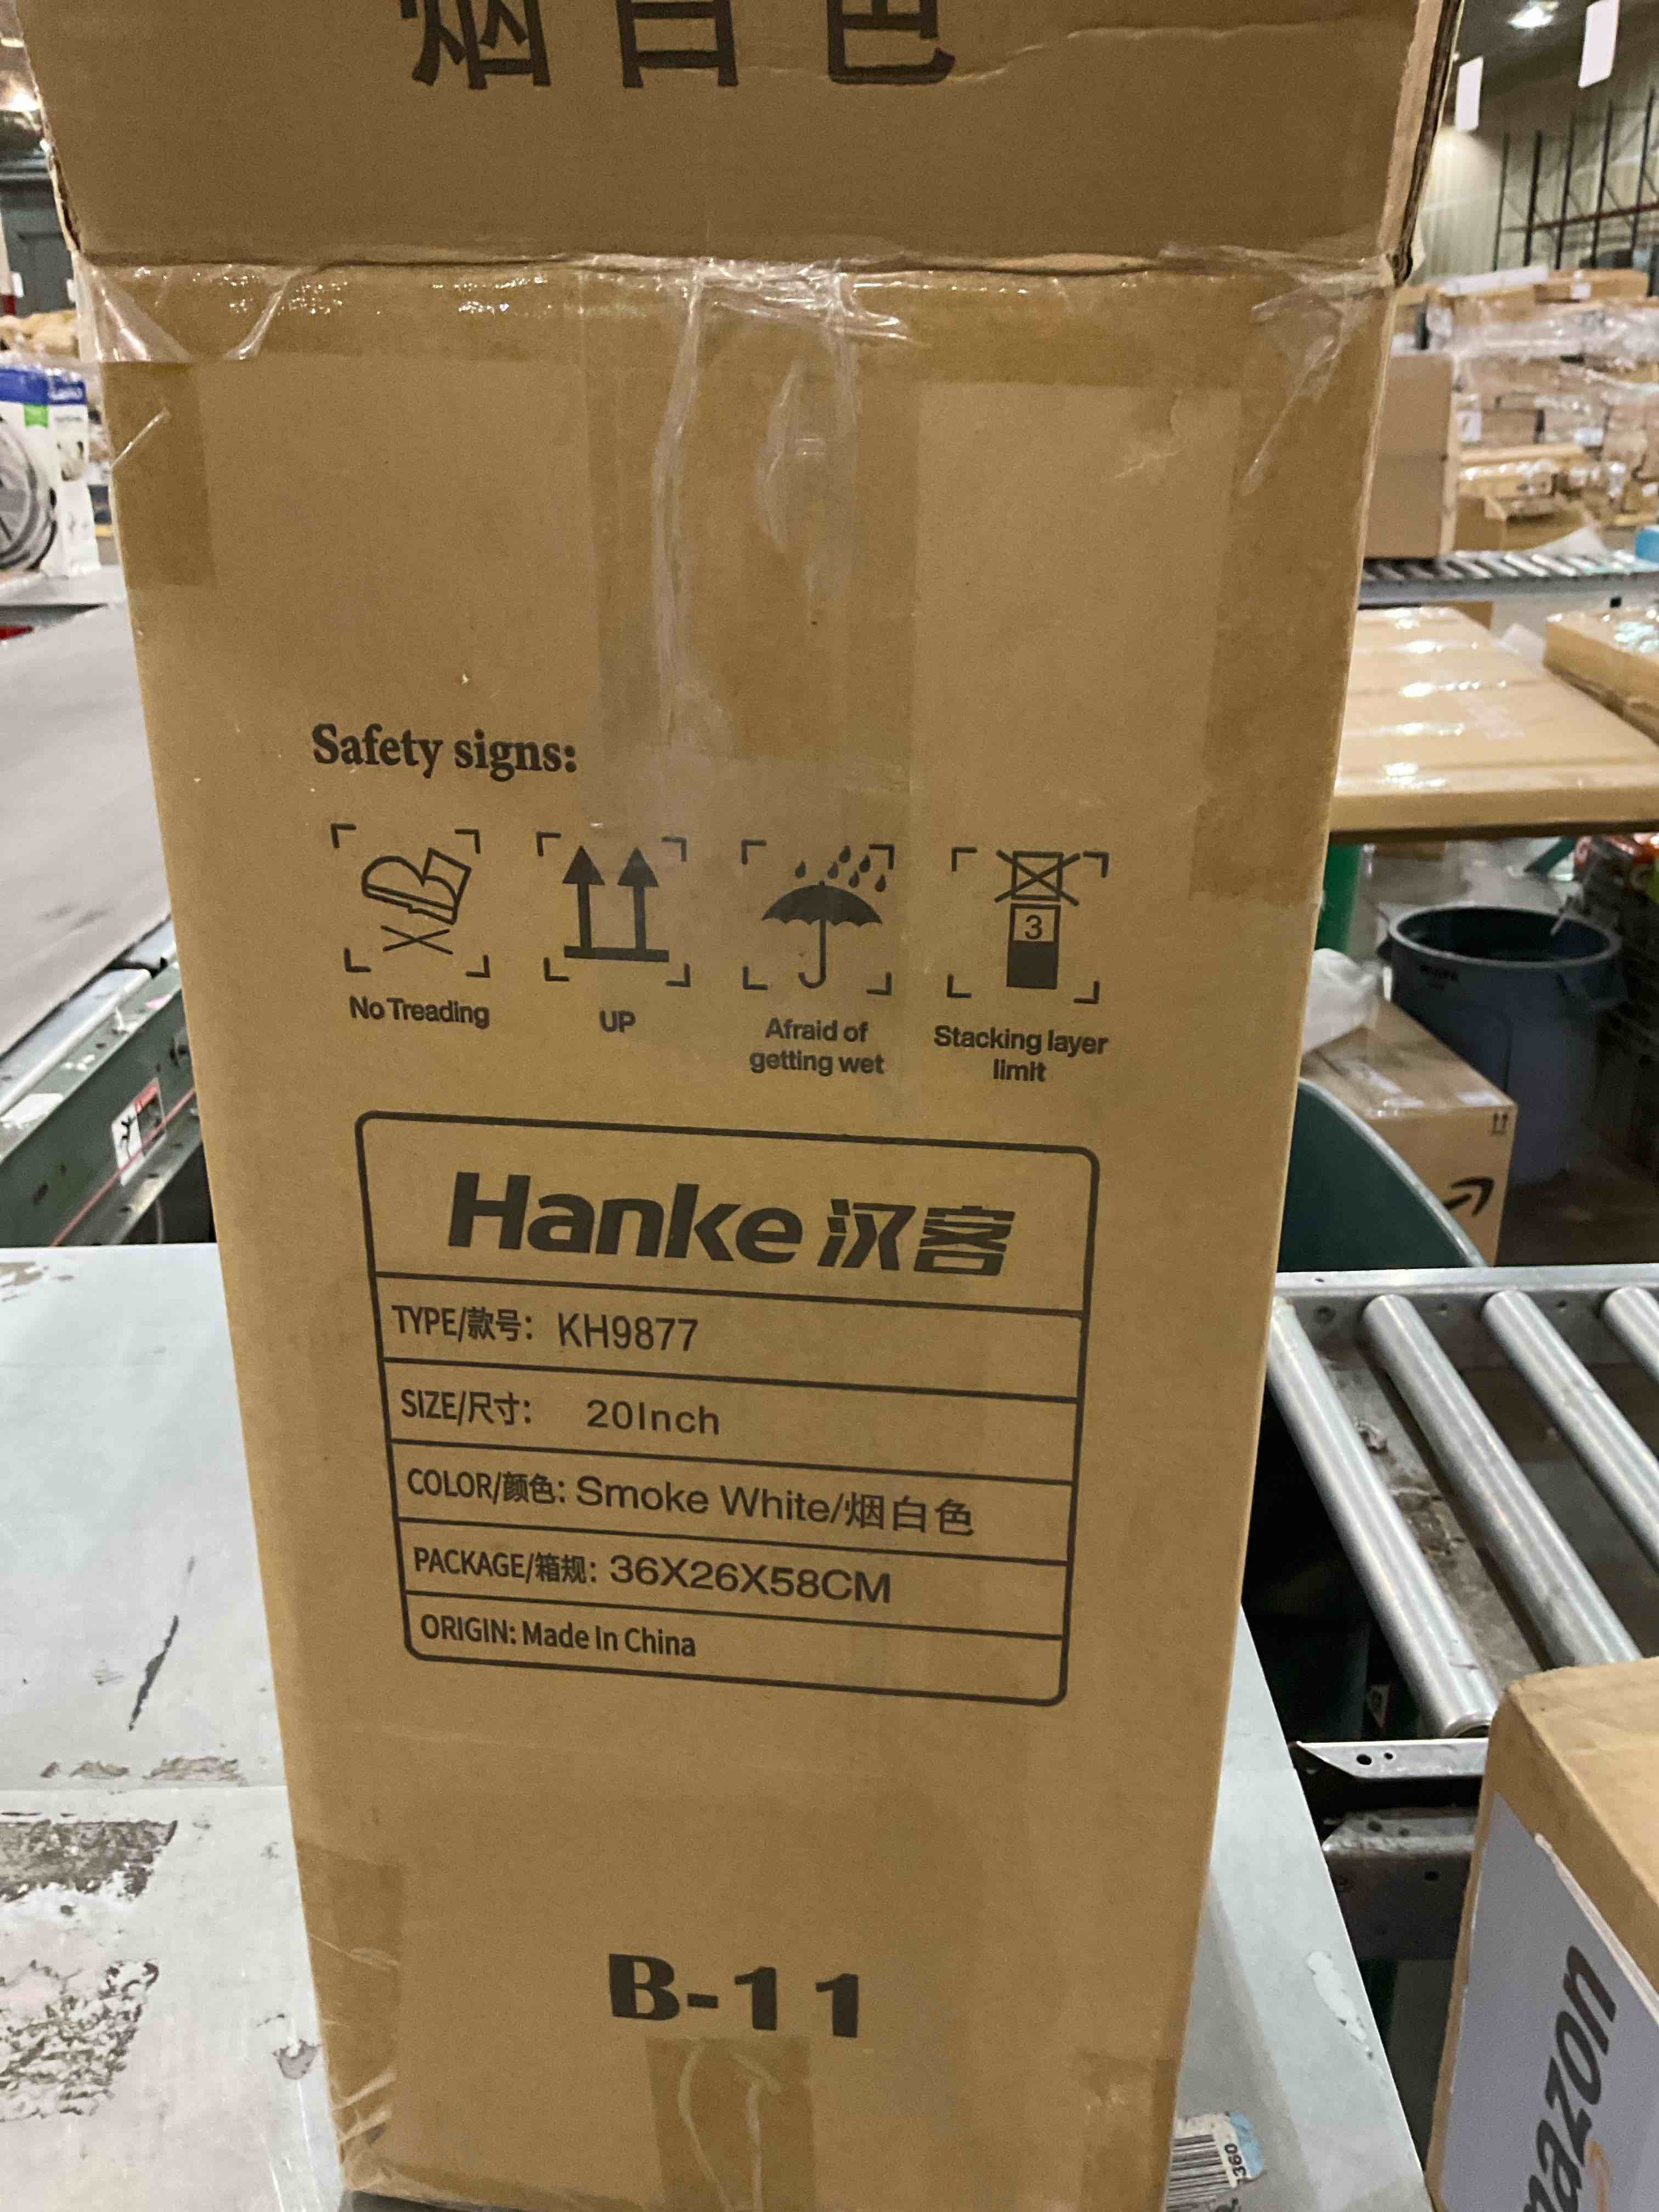 烟白色
Safety signs:
3
No Treading
UP
Afraid of
getting wet
Stacking layer
limit
Hanke 汉客
TYPE/款号: KH9877
SIZE/尺寸: 20Inch
COLOR/颜色: Smoke White/烟白色
PACKAGE/箱规: 36X26X58CM
ORIGIN: Made In China
B-11
amazon